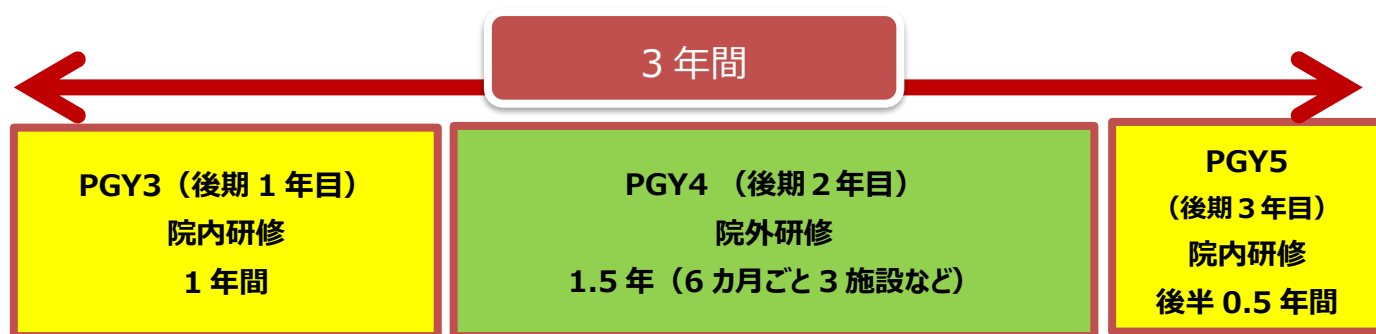 3 年間
PGY3（後期 1 年目）
院内研修
1 年間
PGY4 （後期 2 年目）
院外研修
1.5 年（6 カ月ごと 3 施設など）
PGY5
（後期 3 年目）
院内研修
後半 0.5 年間